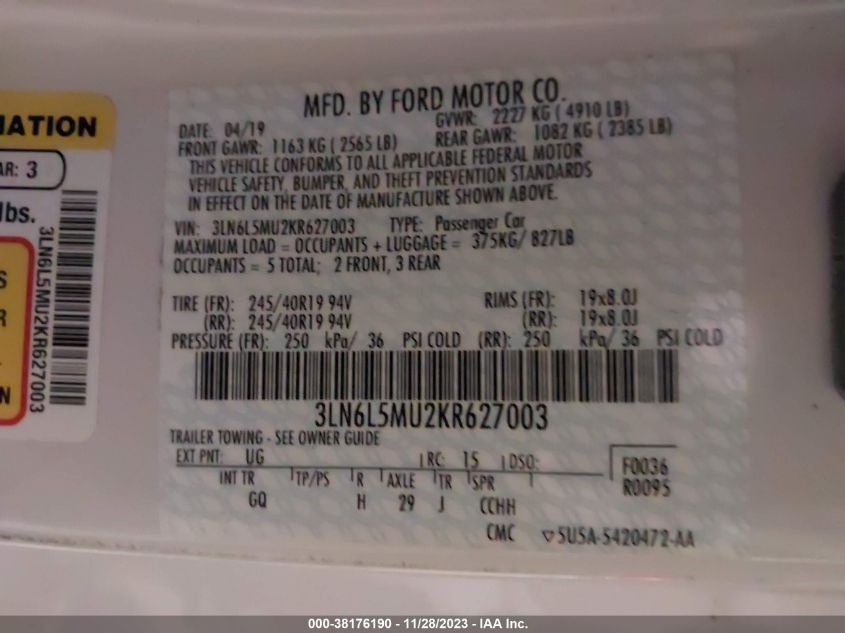 MFD. BY FORD MOTOR CO.
DATE: 04/19 GVWR: 2227 KG ( 4910 LB)
FRONT GAWR: 1163 KG ( 2565 LB) REAR GAWR: 1082 KG ( 2385 LB)
THIS VEHICLE CONFORMS TO ALL APPLICABLE FEDERAL MOTOR
VEHICLE SAFETY, BUMPER, AND THEFT PREVENTION STANDARDS
IN EFFECT ON THE DATE OF MANUFACTURE SHOWN ABOVE.
VIN: 3LN6L5MU2KR627003 TYPE: Passenger Car
MAXIMUM LOAD = OCCUPANTS + LUGGAGE = 375KG/ 827LB
OCCUPANTS = 5 TOTAL; 2 FRONT, 3 REAR
TIRE (FR): 245/40R19 94V RIMS (FR): 19x8.0J
(RR): 245/40R19 94V (RR): 19x8.0J
PRESSURE (FR): 250 kPa/ 36 PSI COLD (RR): 250 kPa/ 36 PSI COLD
3LN6L5MU2KR627003
TRAILER TOWING - SEE OWNER GUIDE
EXT PNT: UG RC: 15 DSO: F0036
INT TR TP/PS R AXLE TR SPR R0095
GQ H 29 J CCHH
CMC ▽5U5A-5420472-AA
MATION
AR: 3
lbs.
S
R
.
N
3LN6L5MU2KR627003
000-38176190 - 11/28/2023 - IAA Inc.